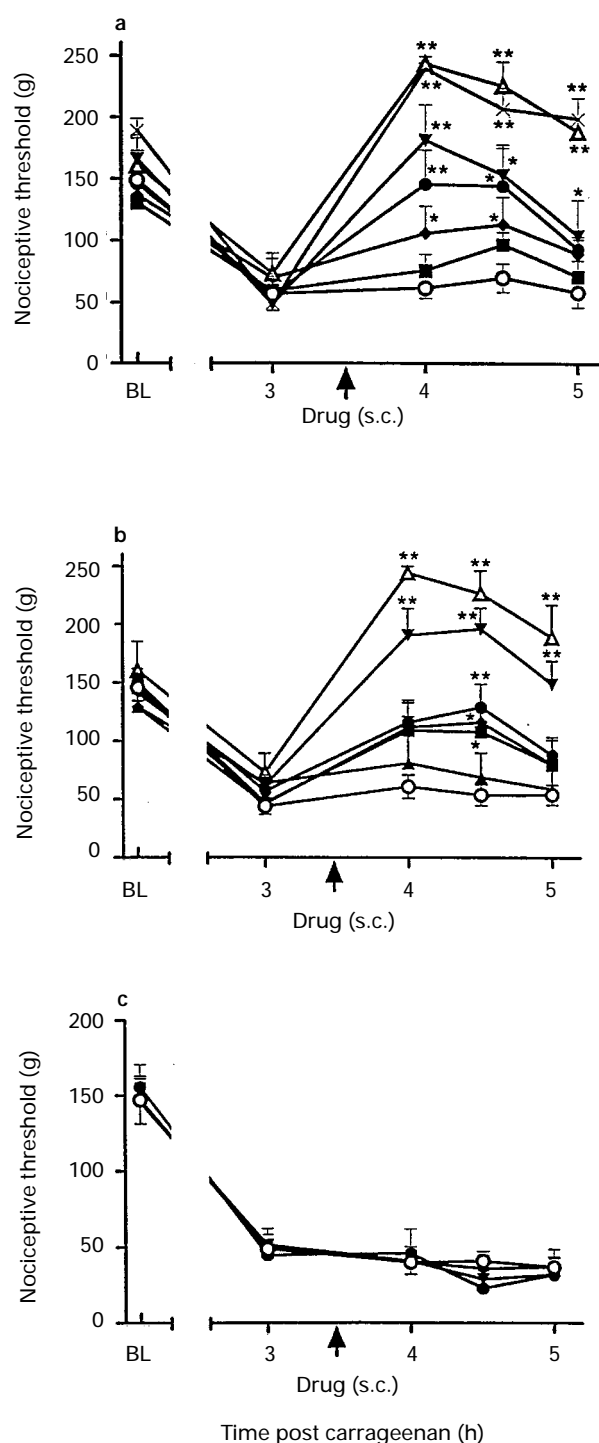 a
Nociceptive threshold (g)
250
200
150
100
50
0
** ** **
** ** **
** * *
** *
* *
BL 3 4 5
Drug (s.c.)
b
Nociceptive threshold (g)
250
200
150
100
50
0
** ** **
** ** **
**
*
*
BL 3 4 5
Drug (s.c.)
c
Nociceptive threshold (g)
200
150
100
50
0
BL 3 4 5
Drug (s.c.)
Time post carrageenan (h)